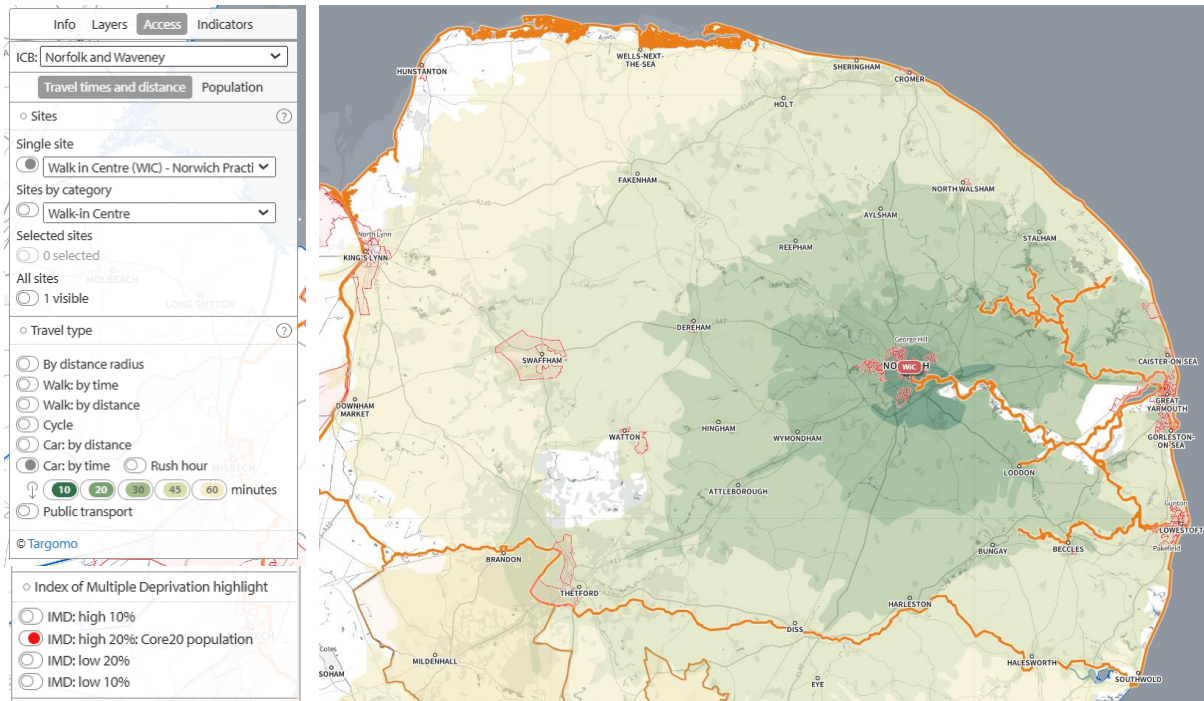 Info Layers Access Indicators
ICB: Norfolk and Waveney
Travel times and distance Population
Sites ?
Single site
Walk in Centre (WIC) - Norwich Practi
Sites by category
Walk-in Centre
Selected sites
0 selected
All sites
HOLBEACH
1 visible
LONG SUTTON
Travel type ?
By distance radius
Walk: by time
Walk: by distance
Cycle
Car: by distance
Car: by time Rush hour
WISBECH
10 20 30 45 60 minutes
Public transport
© Targomo
Index of Multiple Deprivation highlight
IMD: high 10%
IMD: high 20%: Core20 population
IMD: low 20%
IMD: low 10%
HUNSTANTON
WELLS-NEXT-
THE-SEA
SHERINGHAM
CROMER
HOLT
FAKENHAM
NORTH WALSHAM
AYLSHAM
STALHAM
REEPHAM
North Lynn
KING'S LYNN
A47
DEREHAM
A47
SWAFFHAM
George Hill
NO WIC H
CAISTER-ON-SEA
GREAT
YARMOUTH
GORLESTON-
ON-SEA
DOWNHAM
MARKET
HINGHAM
WYMONDHAM
WATTON
LODDON
ATTLEBOROUGH
Gunton
LOWESTOFT
Pakefield
BECCLES
BUNGAY
BRANDON
THETFORD
HARLESTON
DISS
MILDENHALL
HALESWORTH
SOUTHWOLD
EYE
Cotes
SOHAM